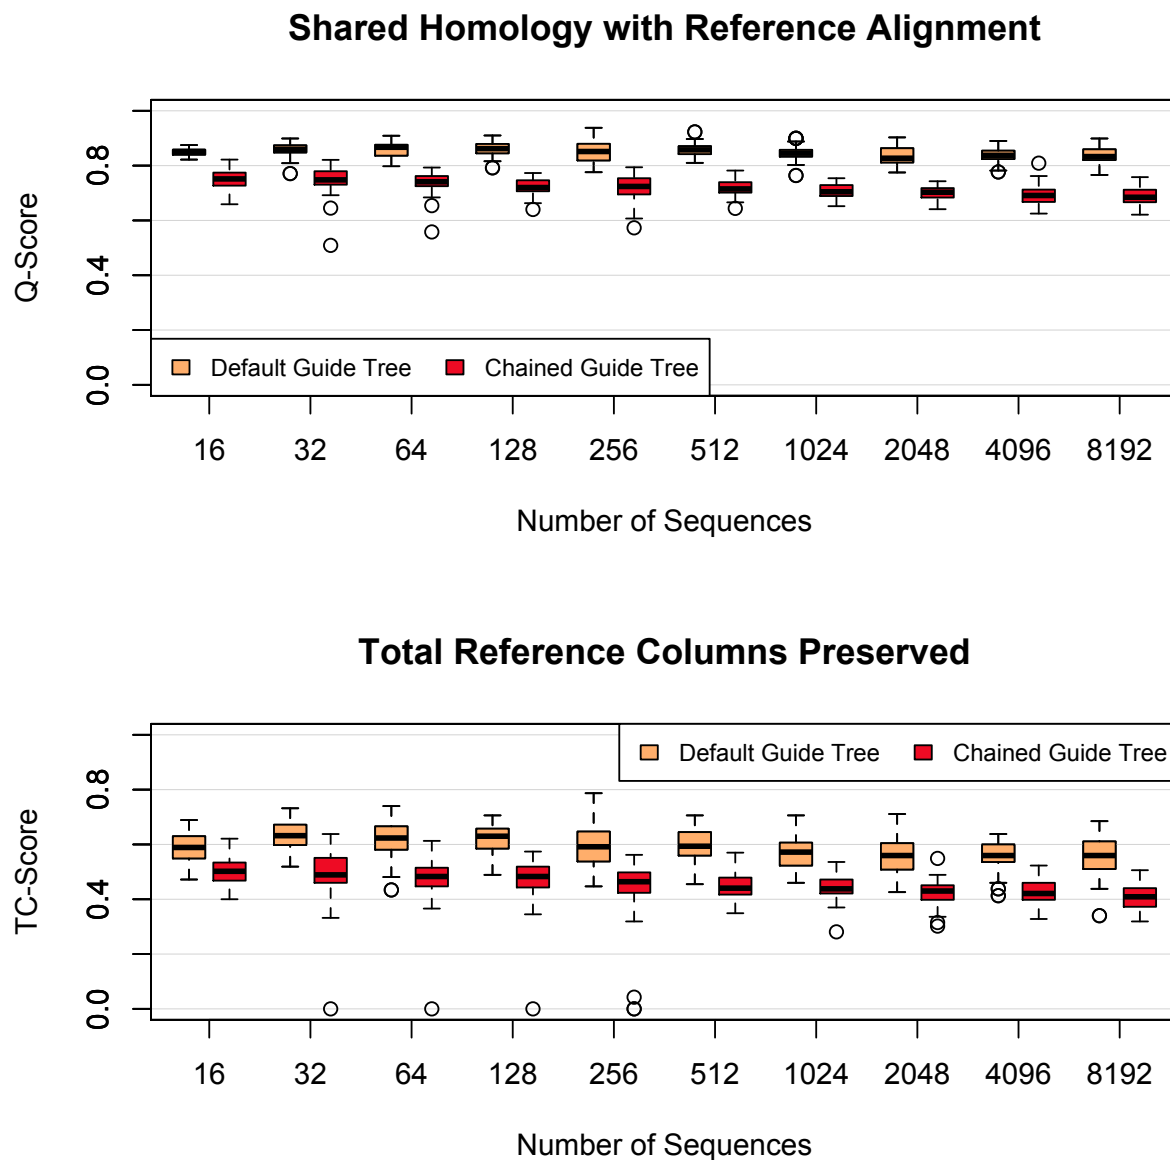 Shared Homology with Reference Alignment
Q-Score
0.8
0.4
0.0
Default Guide Tree Chained Guide Tree
16 32 64 128 256 512 1024 2048 4096 8192
Number of Sequences
Total Reference Columns Preserved
TC-Score
Default Guide Tree Chained Guide Tree
0.8
0.4
0.0
16 32 64 128 256 512 1024 2048 4096 8192
Number of Sequences